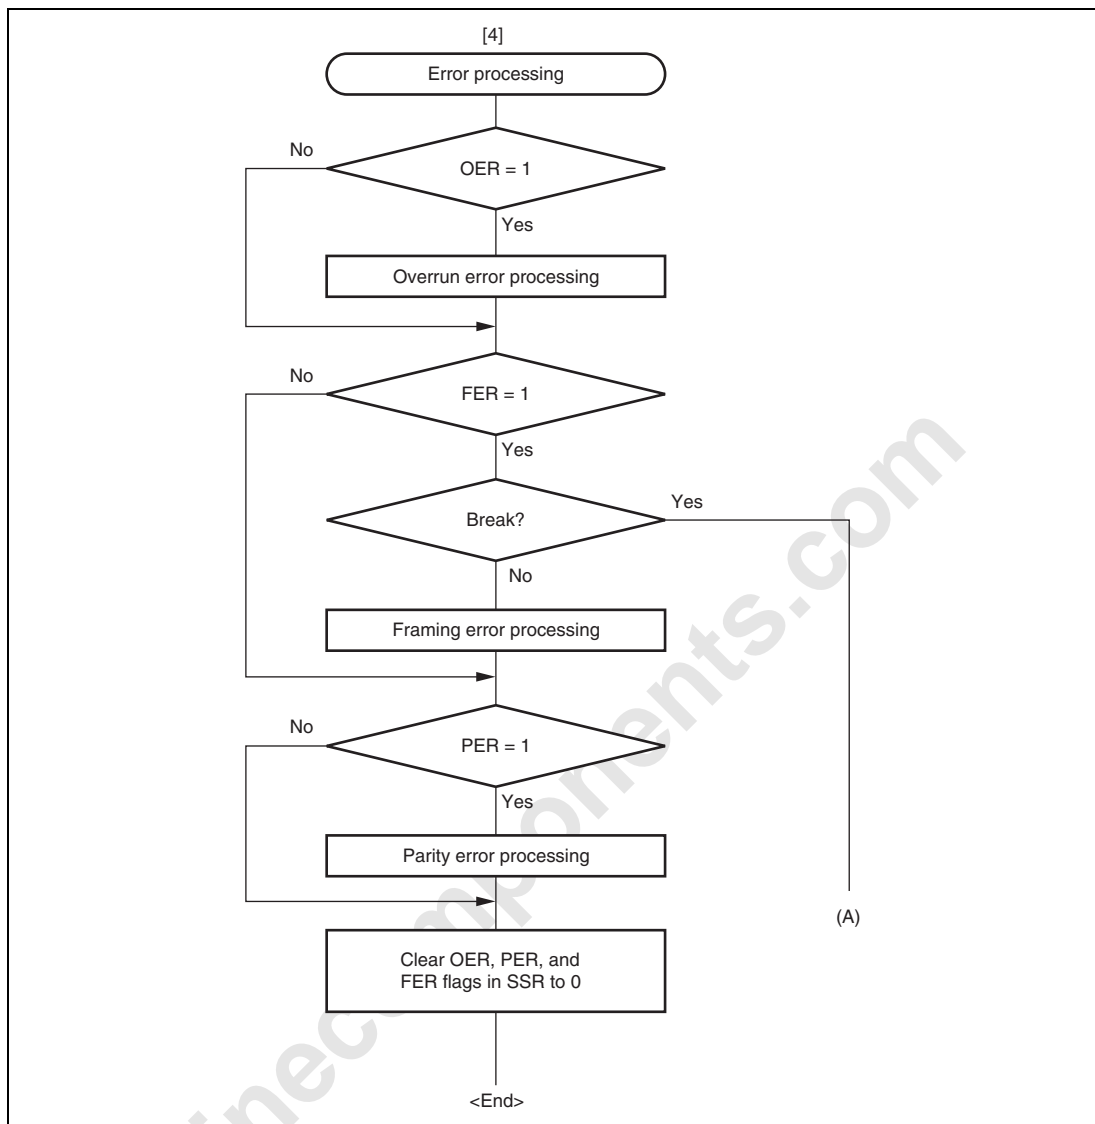 [4]
Error processing
No
OER = 1
Yes
Overrun error processing
No
FER = 1
Yes
Break?
Yes
No
Framing error processing
No
PER = 1
Yes
Parity error processing
(A)
Clear OER, PER, and
FER flags in SSR to 0
<End>
inecomponents.com